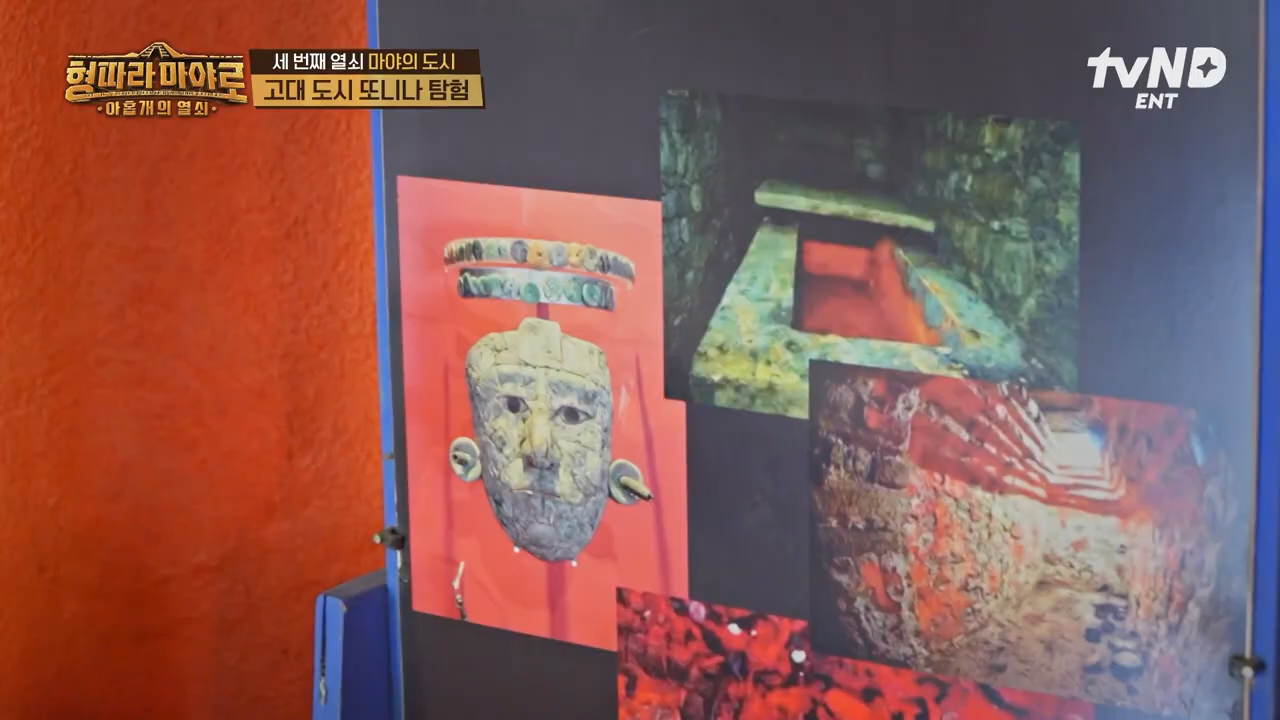 형따라 마야로
아홉 개의 열쇠
세 번째 열쇠 마야의 도시
고대 도시 또니나 탐험
tvN D
ENT